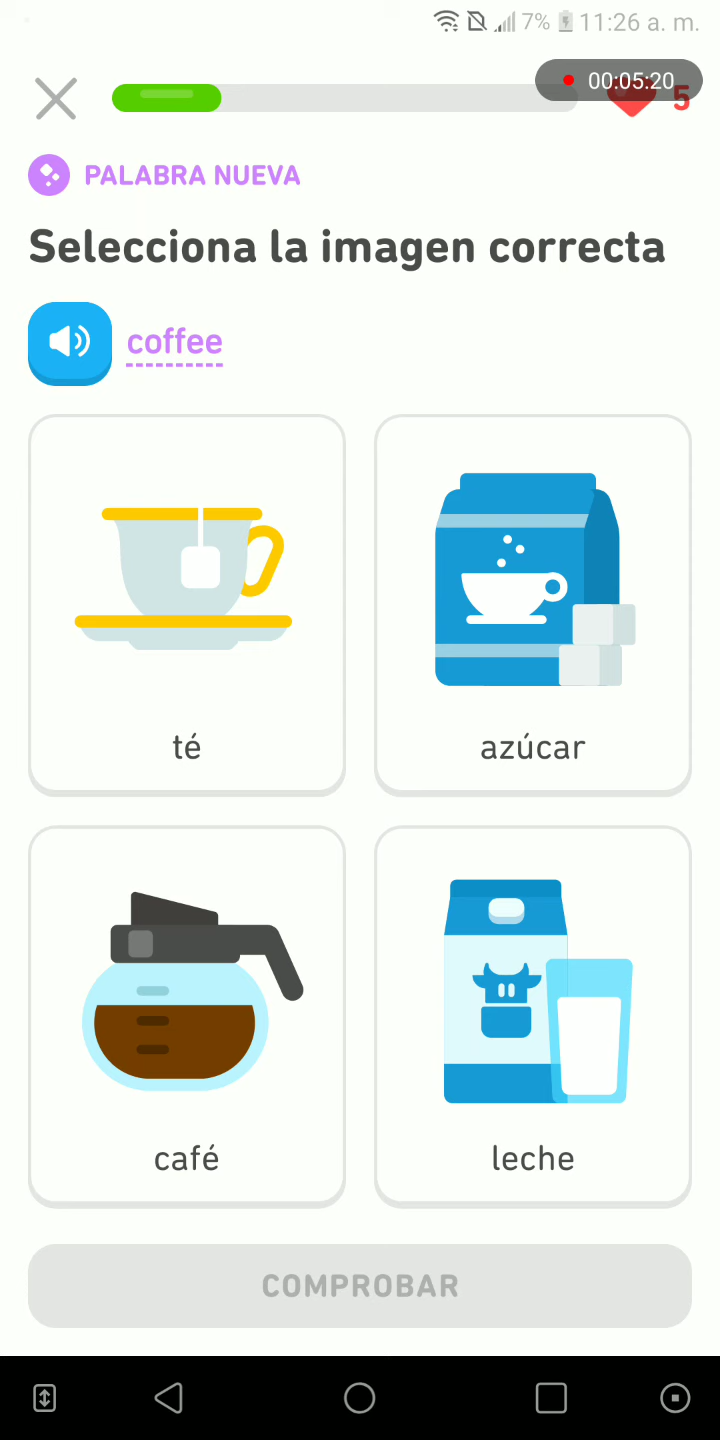 7% 11:26 a. m.
00:05:20
5
PALABRA NUEVA
Selecciona la imagen correcta
coffee
té
azúcar
café
leche
COMPROBAR